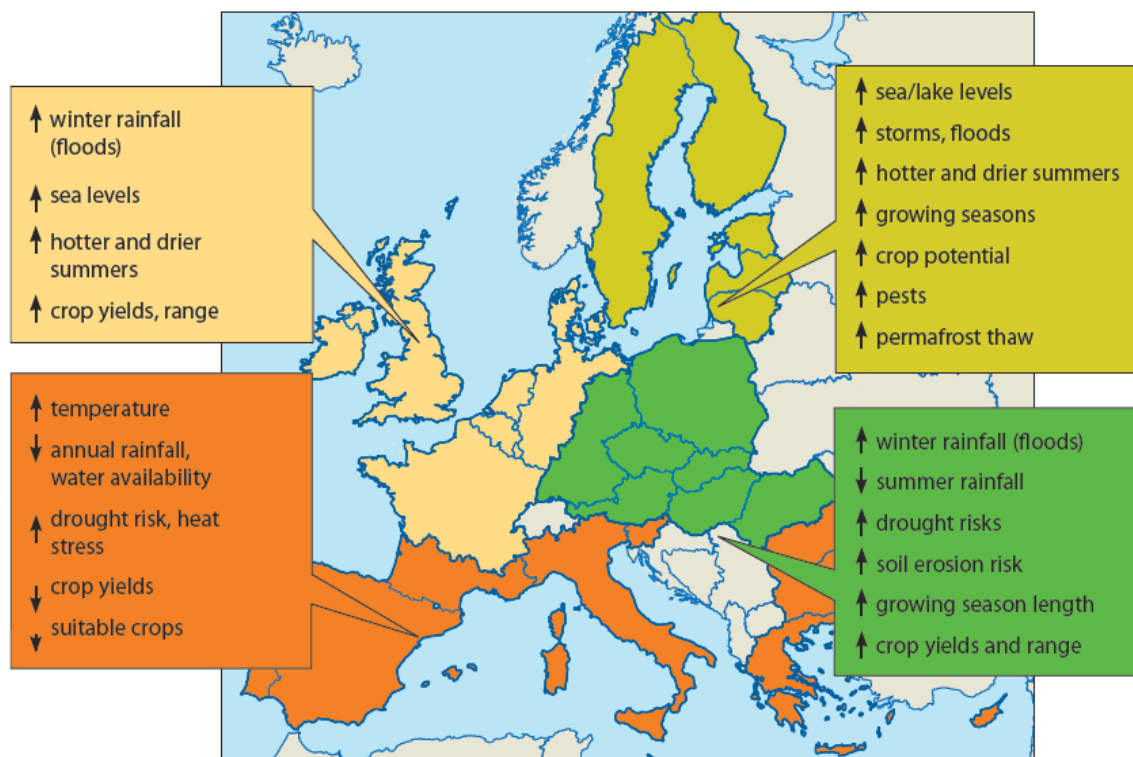 ↑ winter rainfall
(floods)
↑ sea levels
↑ hotter and drier
summers
↑ crop yields, range
↑ temperature
↓ annual rainfall,
water availability
↑ drought risk, heat
stress
↓ crop yields
↓ suitable crops
↑ sea/lake levels
↑ storms, floods
↑ hotter and drier summers
↑ growing seasons
↑ crop potential
↑ pests
↑ permafrost thaw
↑ winter rainfall (floods)
↓ summer rainfall
↑ drought risks
↑ soil erosion risk
↑ growing season length
↑ crop yields and range